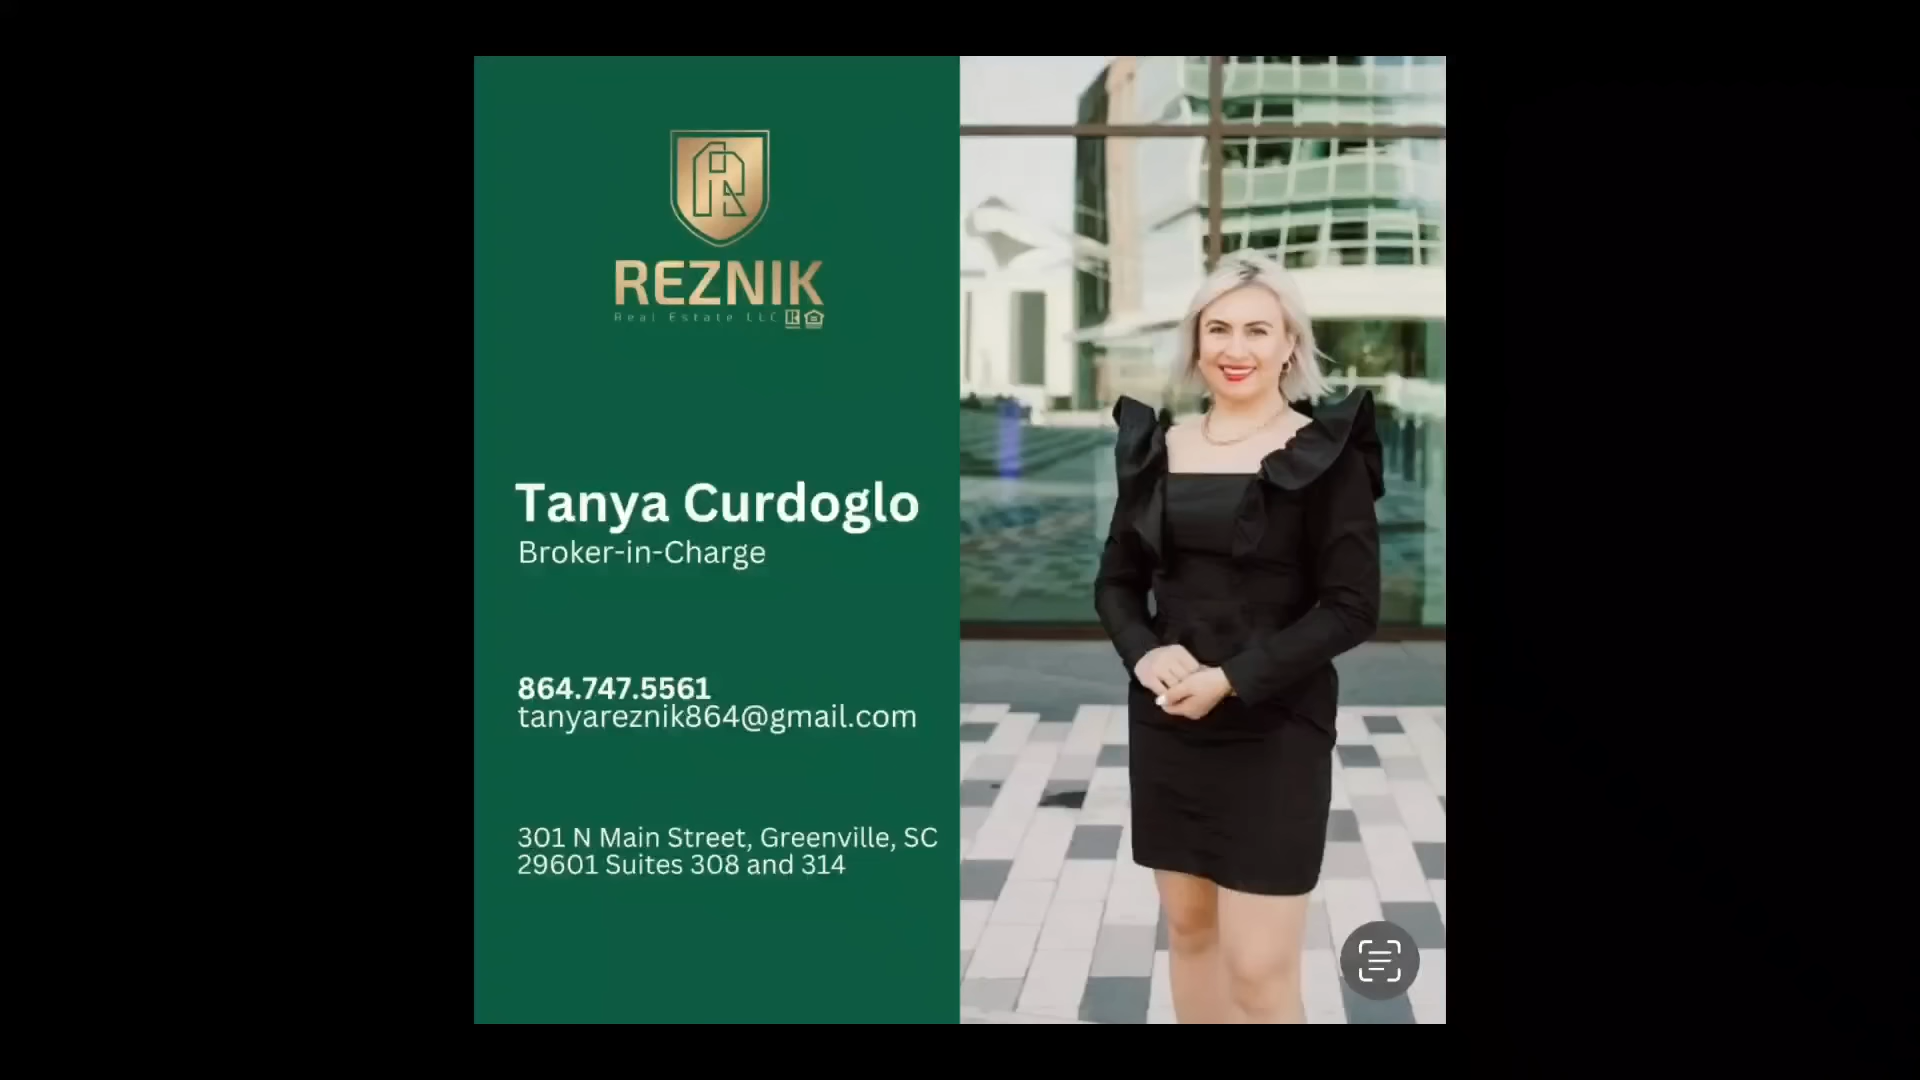 REZNIK
Real Estate LLC
Tanya Curdoglo
Broker-in-Charge
864.747.5561
tanyareznik864@gmail.com
301 N Main Street, Greenville, SC
29601 Suites 308 and 314